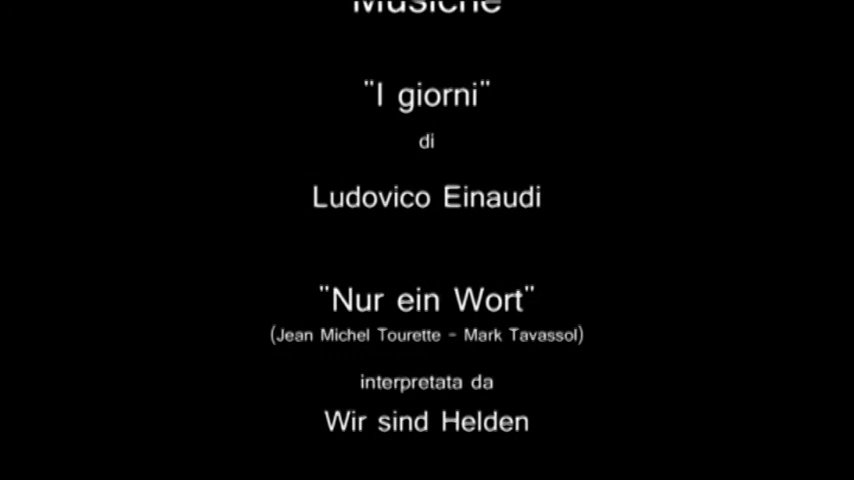 Musiche
"I giorni"
di
Ludovico Einaudi
"Nur ein Wort"
(Jean Michel Tourette - Mark Tavassol)
interpretata da
Wir sind Helden